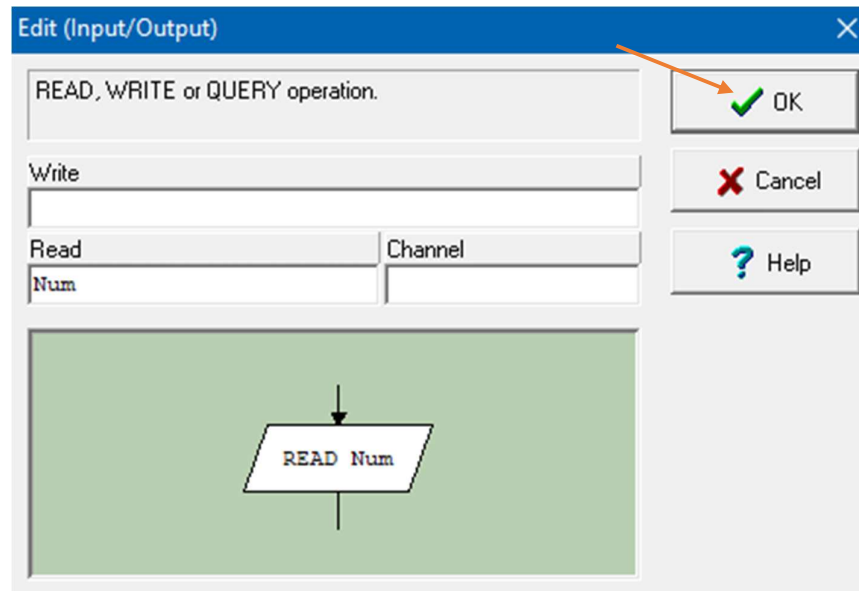 Edit (Input/Output)
READ, WRITE or QUERY operation.
OK
Write
Cancel
Read Channel
Num
Help
READ Num